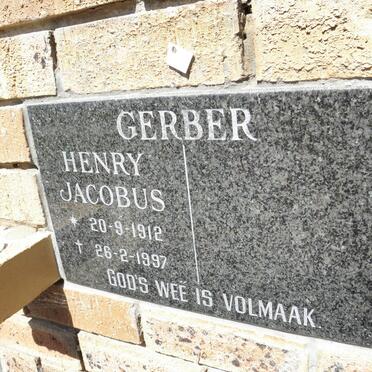 GERBER
HENRY
JACOBUS
* 20-9-1912
† 26-2-1997
GOD'S WEE IS VOLMAAK.